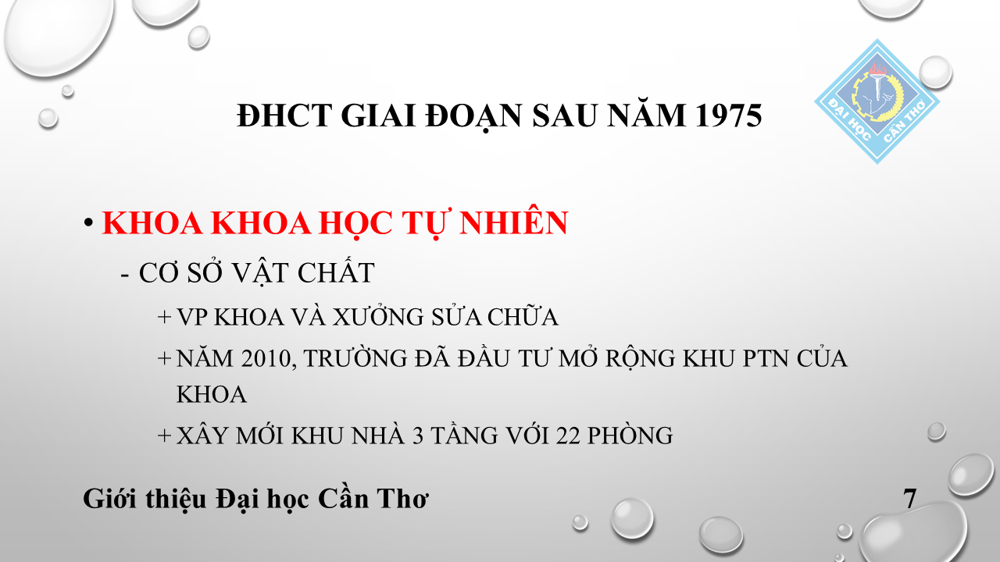 ĐẠI HỌC CẦN THƠ
ĐHCT GIAI ĐOẠN SAU NĂM 1975
• KHOA KHOA HỌC TỰ NHIÊN
- CƠ SỞ VẬT CHẤT
+ VP KHOA VÀ XƯỞNG SỬA CHỮA
+ NĂM 2010, TRƯỜNG ĐÃ ĐẦU TƯ MỞ RỘNG KHU PTN CỦA
KHOA
+ XÂY MỚI KHU NHÀ 3 TẦNG VỚI 22 PHÒNG
Giới thiệu Đại học Cần Thơ 7